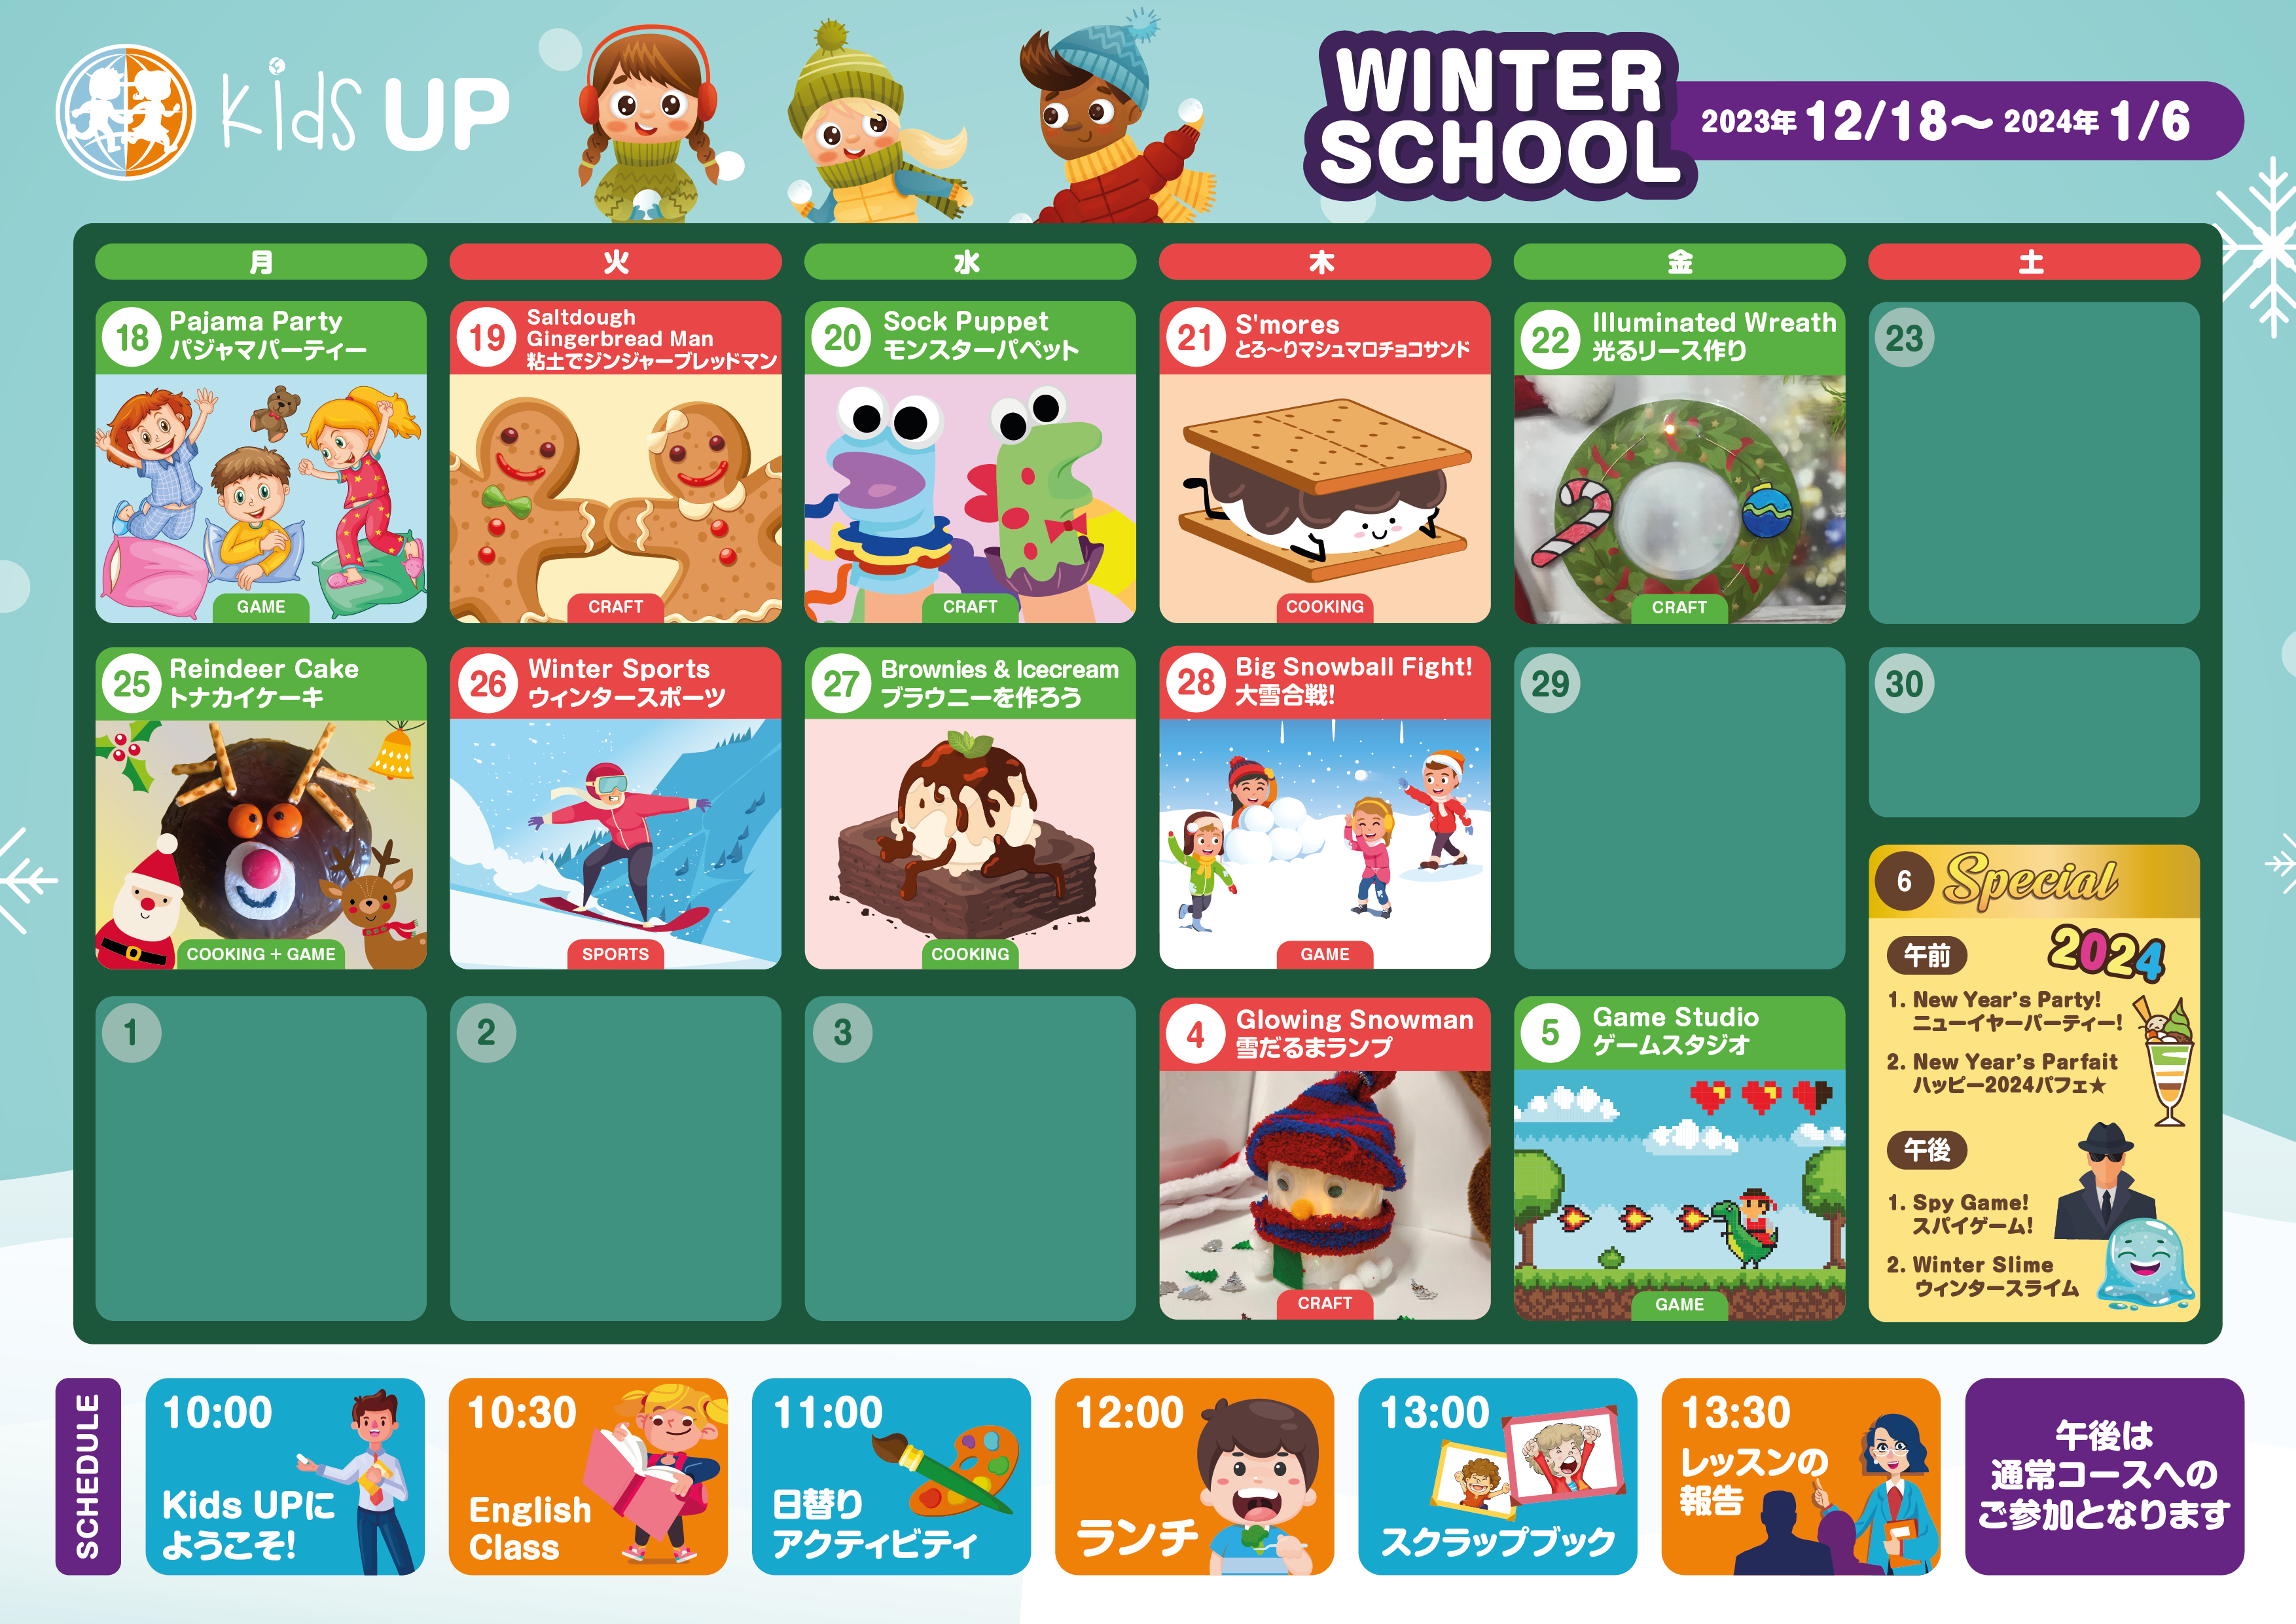 Kids UP
WINTER
SCHOOL
2023年 12/18～ 2024年 1/6
月
火
水
木
金
土
18
Pajama Party
パジャマパーティー
GAME
19
Saltdough
Gingerbread Man
粘土でジンジャーブレッドマン
CRAFT
20
Sock Puppet
モンスターパペット
CRAFT
21
S'mores
とろ～りマシュマロチョコサンド
COOKING
22
Illuminated Wreath
光るリース作り
CRAFT
23
25
Reindeer Cake
トナカイケーキ
COOKING + GAME
26
Winter Sports
ウィンタースポーツ
SPORTS
27
Brownies & Icecream
ブラウニーを作ろう
COOKING
28
Big Snowball Fight!
大雪合戦!
GAME
29
30
1
2
3
4
Glowing Snowman
雪だるまランプ
CRAFT
5
Game Studio
ゲームスタジオ
GAME
6
Special
午前
2024
1. New Year's Party!
ニューイヤーパーティー!
2. New Year's Parfait
ハッピー2024パフェ★
午後
1. Spy Game!
スパイゲーム!
2. Winter Slime
ウィンタースライム
SCHEDULE
10:00
Kids UPに
ようこそ!
10:30
English
Class
11:00
日替り
アクティビティ
12:00
ランチ
13:00
スクラップブック
13:30
レッスンの
報告
午後は
通常コースへの
ご参加となります